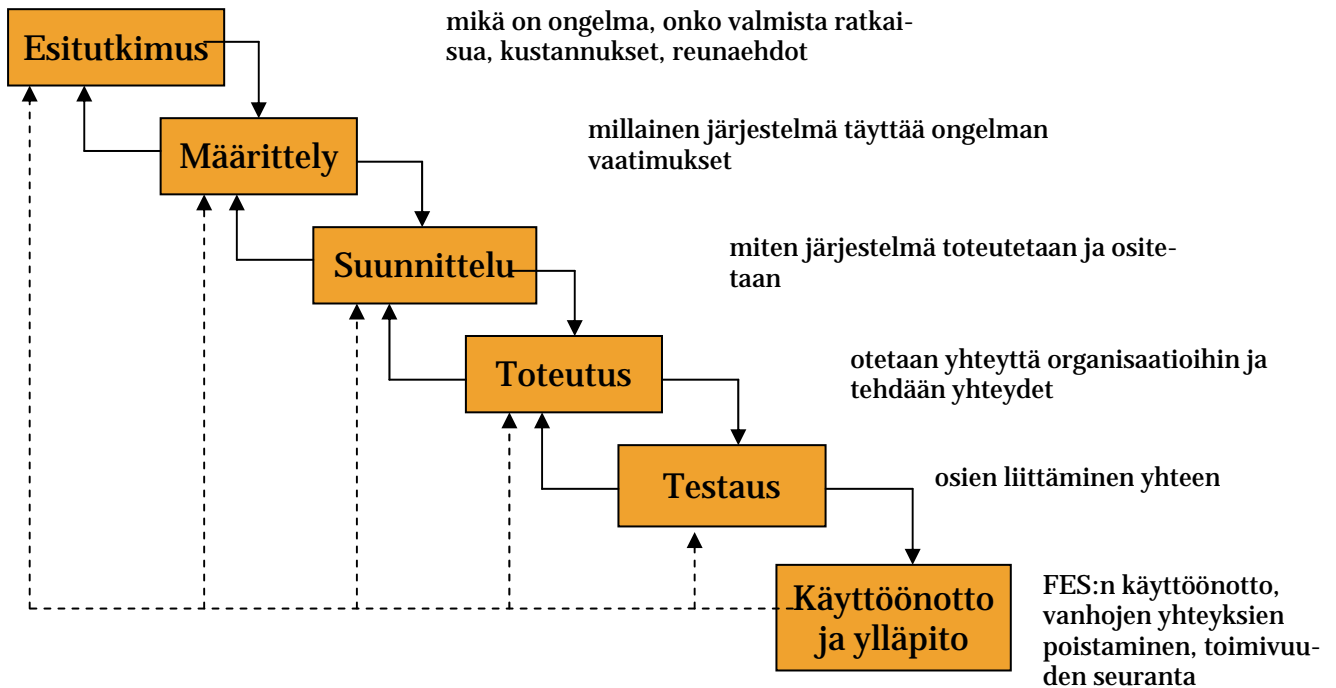 Esitutkimus
mikä on ongelma, onko valmista ratkai-
sua, kustannukset, reunaehdot
Määrittely
millainen järjestelmä täyttää ongelman
vaatimukset
Suunnittelu
miten järjestelmä toteutetaan ja osite-
taan
Toteutus
otetaan yhteyttä organisaatioihin ja
tehdään yhteydet
Testaus
osien liittäminen yhteen
Käyttöönotto
ja ylläpito
FES:n käyttöönotto,
vanhojen yhteyksien
poistaminen, toimivuu-
den seuranta